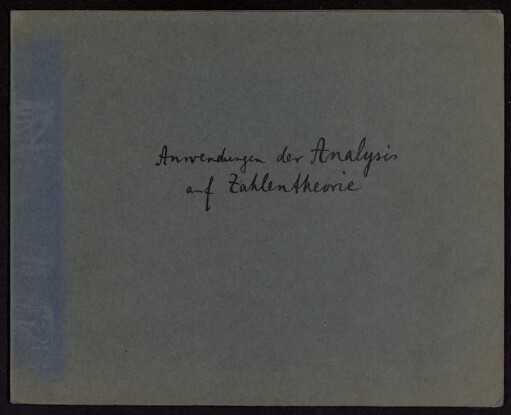 Anwendungen der Analysis
auf Zahlentheorie